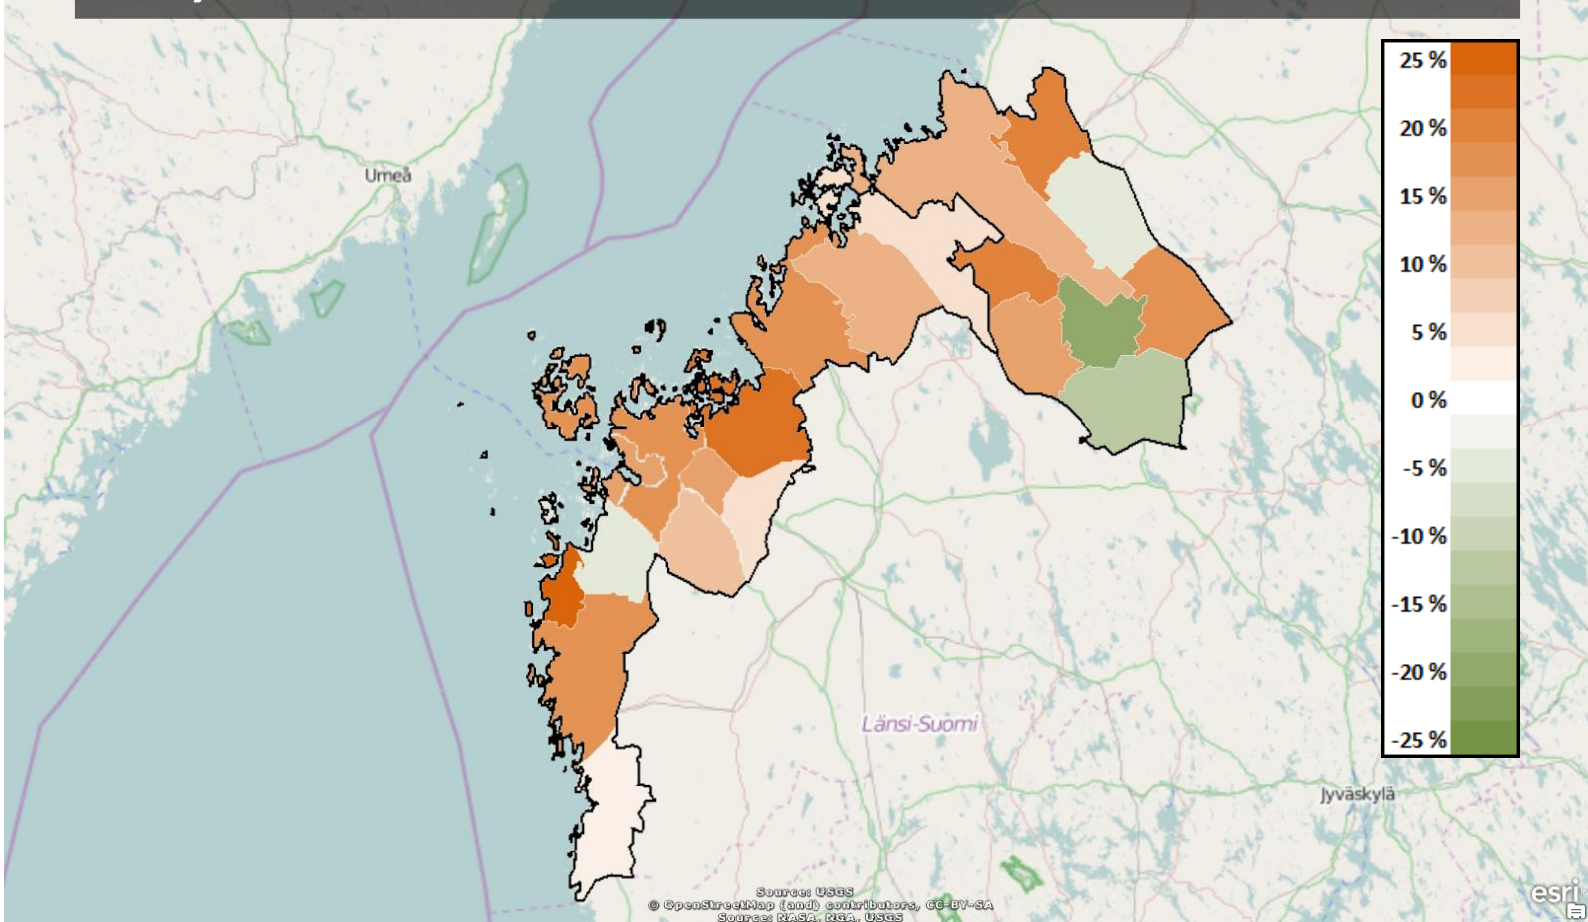 25 %
20 %
15 %
10 %
5 %
0 %
-5 %
-10 %
-15 %
-20 %
-25 %
Umeå
Länsi-Suomi
Jyväskylä
Source: USGS
© OpenStreetMap (and) contributors, CC-BY-SA
Source: NASA, NGA, USGS
esri